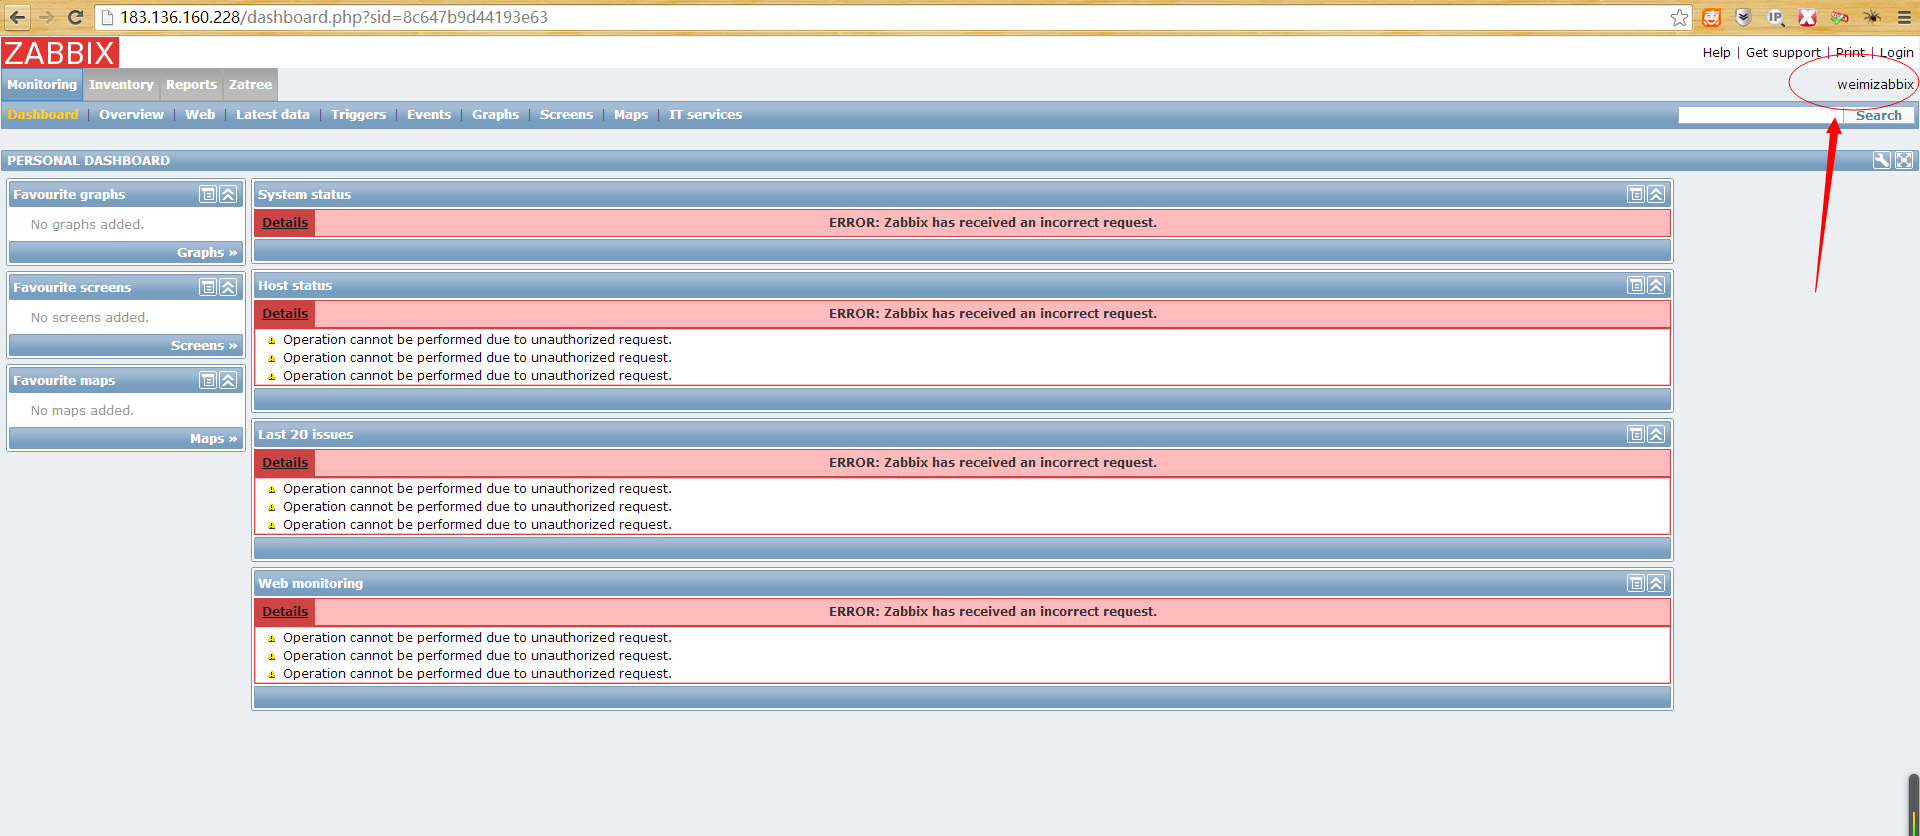 183.136.160.228/dashboard.php?sid=8c647b9d44193e63
惠 IP X
ZABBIX
Help | Get support | Print | Login
Monitoring Inventory Reports Zatree
weimizabbix
Dashboard | Overview | Web | Latest data | Triggers | Events | Graphs | Screens | Maps | IT services
Search
PERSONAL DASHBOARD
Favourite graphs
No graphs added.
Graphs »
Favourite screens
No screens added.
Screens »
Favourite maps
No maps added.
Maps »
System status
Details ERROR: Zabbix has received an incorrect request.
Host status
Details ERROR: Zabbix has received an incorrect request.
Operation cannot be performed due to unauthorized request.
Operation cannot be performed due to unauthorized request.
Operation cannot be performed due to unauthorized request.
Last 20 issues
Details ERROR: Zabbix has received an incorrect request.
Operation cannot be performed due to unauthorized request.
Operation cannot be performed due to unauthorized request.
Operation cannot be performed due to unauthorized request.
Web monitoring
Details ERROR: Zabbix has received an incorrect request.
Operation cannot be performed due to unauthorized request.
Operation cannot be performed due to unauthorized request.
Operation cannot be performed due to unauthorized request.